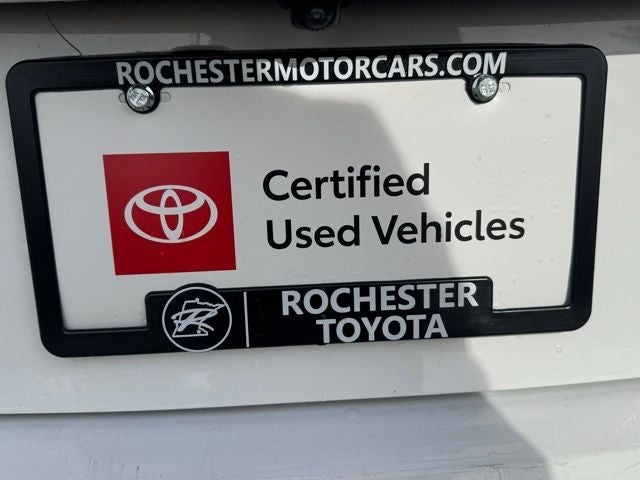 ROCHESTERMOTORCARS.COM
Certified
Used Vehicles
ROCHESTER
TOYOTA